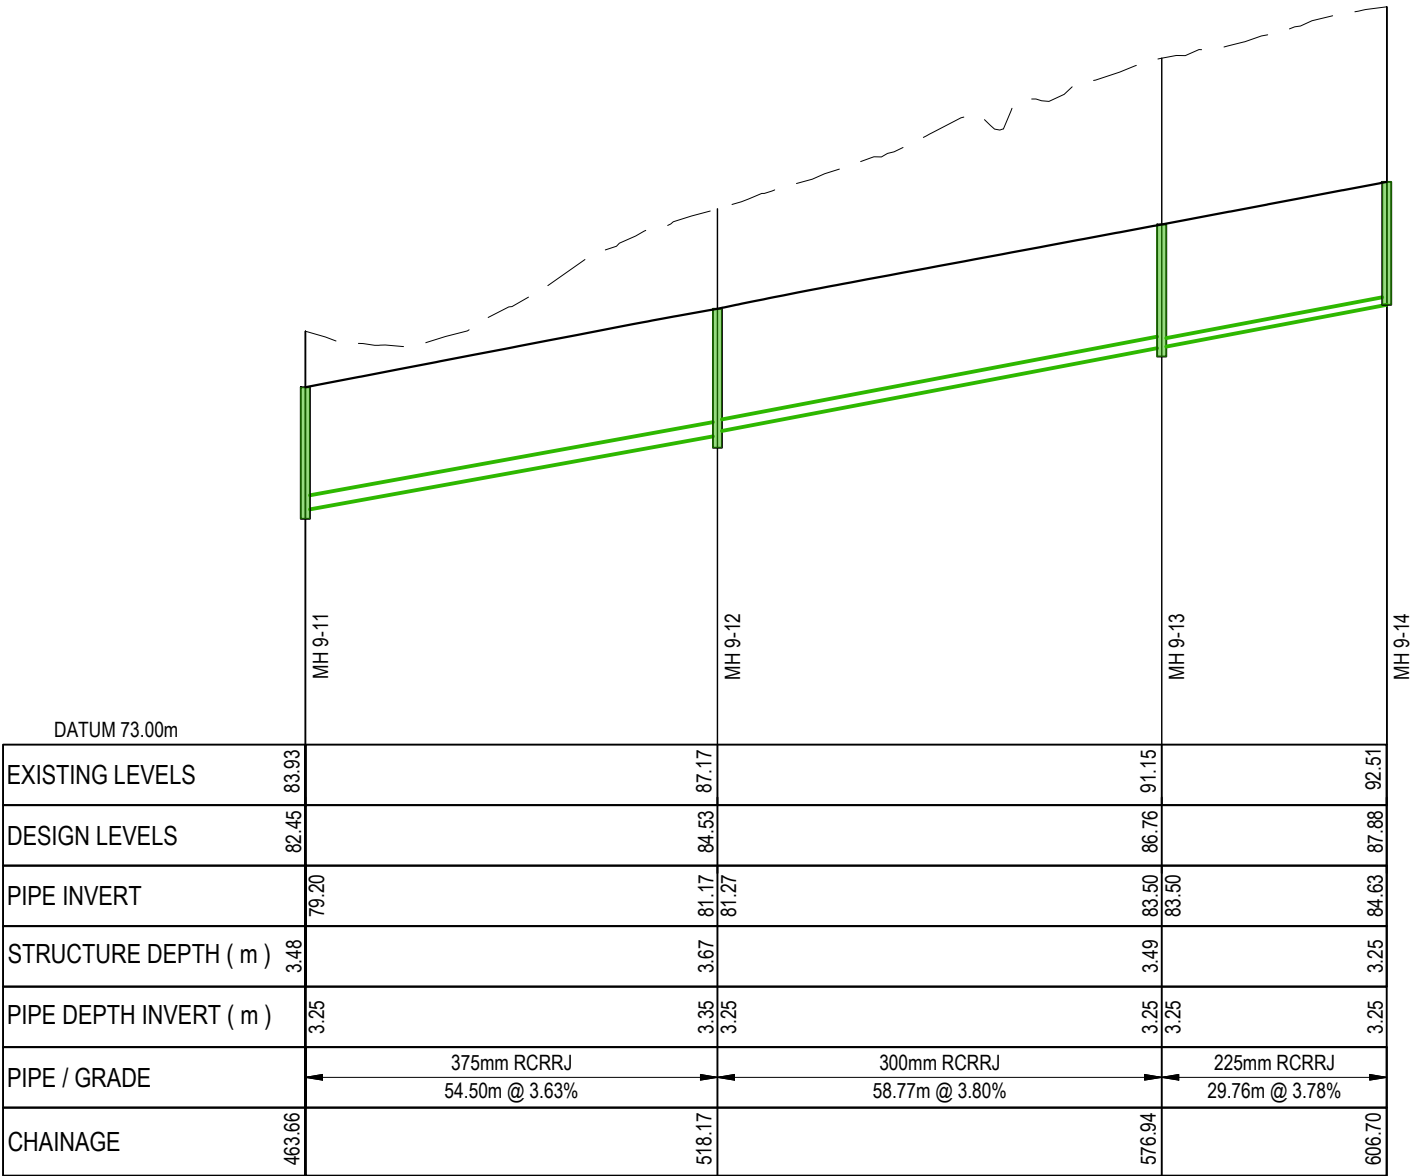 MH 9-11
MH 9-12
MH 9-13
MH 9-14
DATUM 73.00m
EXISTING LEVELS 83.93 87.17 91.15 92.51
DESIGN LEVELS 82.45 84.53 86.76 87.88
PIPE INVERT 79.20 81.17 81.27 83.50 83.50 84.63
STRUCTURE DEPTH ( m ) 3.48 3.67 3.49 3.25
PIPE DEPTH INVERT ( m ) 3.25 3.35 3.25 3.25 3.25 3.25
PIPE / GRADE
375mm RCRRJ 300mm RCRRJ 225mm RCRRJ
54.50m @ 3.63% 58.77m @ 3.80% 29.76m @ 3.78%
CHAINAGE 463.66 518.17 576.94 606.70